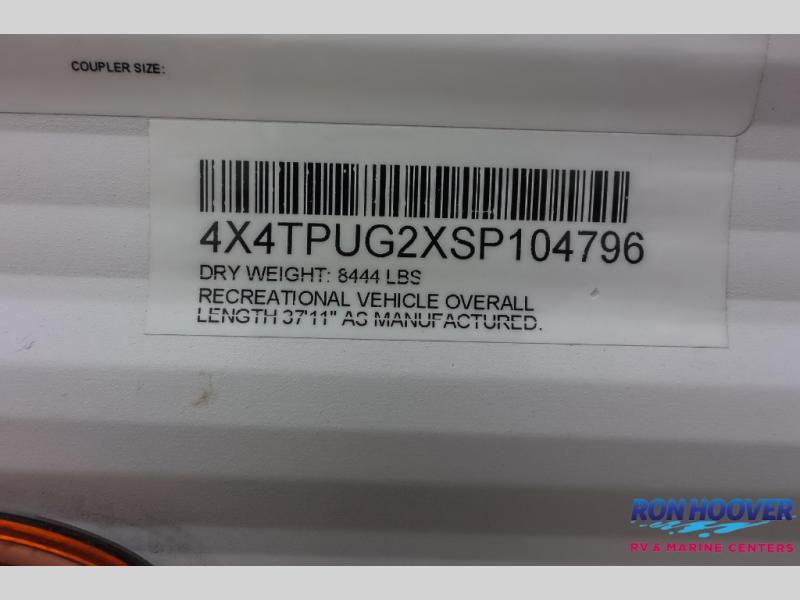 COUPLER SIZE:
4X4TPUG2XSP104796
DRY WEIGHT: 8444 LBS
RECREATIONAL VEHICLE OVERALL
LENGTH 37'11" AS MANUFACTURED.
RON HOOVER
RV & MARINE CENTERS